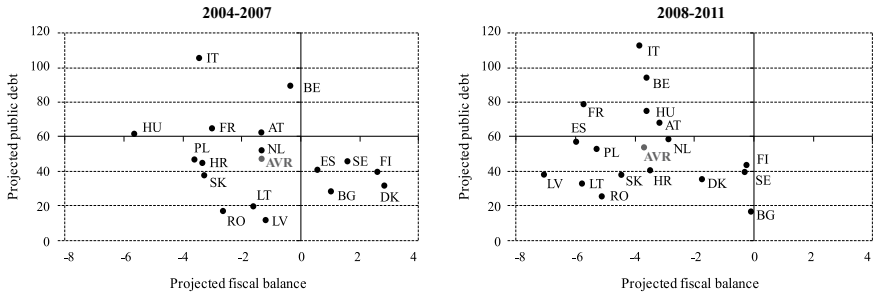 2004-2007
Projected public debt
120
100
80
60
40
20
0
IT
BE
HU
FR
AT
PL
NL
HR
AVR
SK
ES
SE
FI
BG
DK
LT
RO
LV
-8
-6
-4
-2
0
2
4
Projected fiscal balance
2008-2011
Projected public debt
120
100
80
60
40
20
0
IT
BE
FR
HU
AT
ES
NL
PL
AVR
FI
LV
LT
SK
HR
DK
SE
RO
BG
-8
-6
-4
-2
0
2
4
Projected fiscal balance